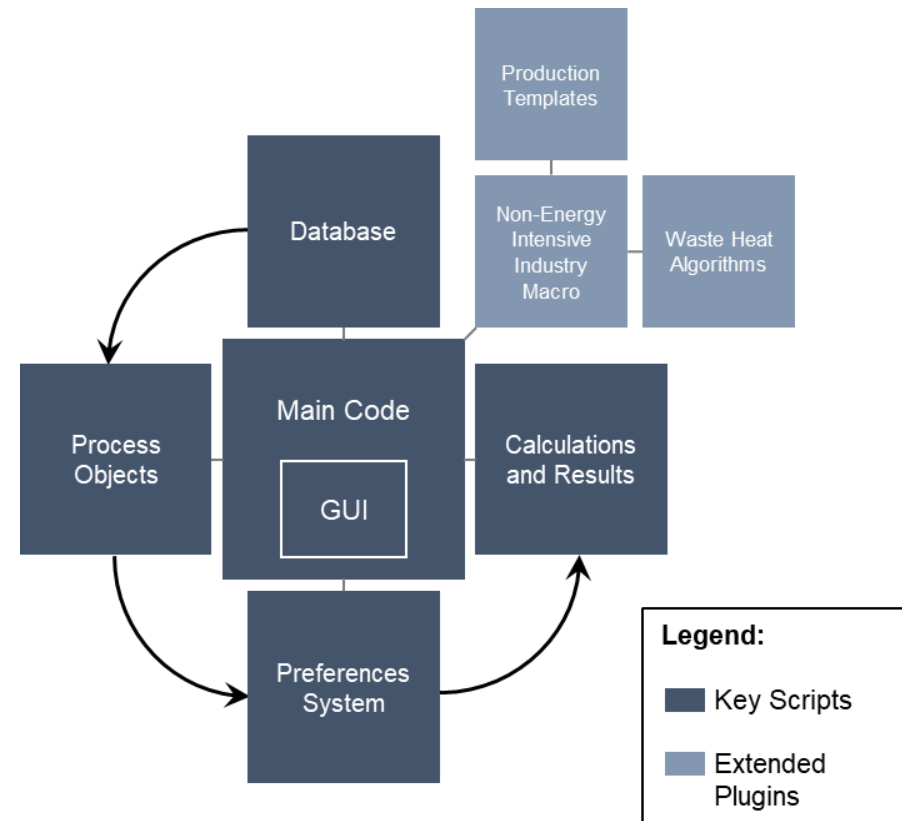 Production
Templates
Database
Non-Energy
Intensive
Industry
Macro
Waste Heat
Algorithms
Main Code
GUI
Process
Objects
Calculations
and Results
Preferences
System
Legend:
Key Scripts
Extended
Plugins